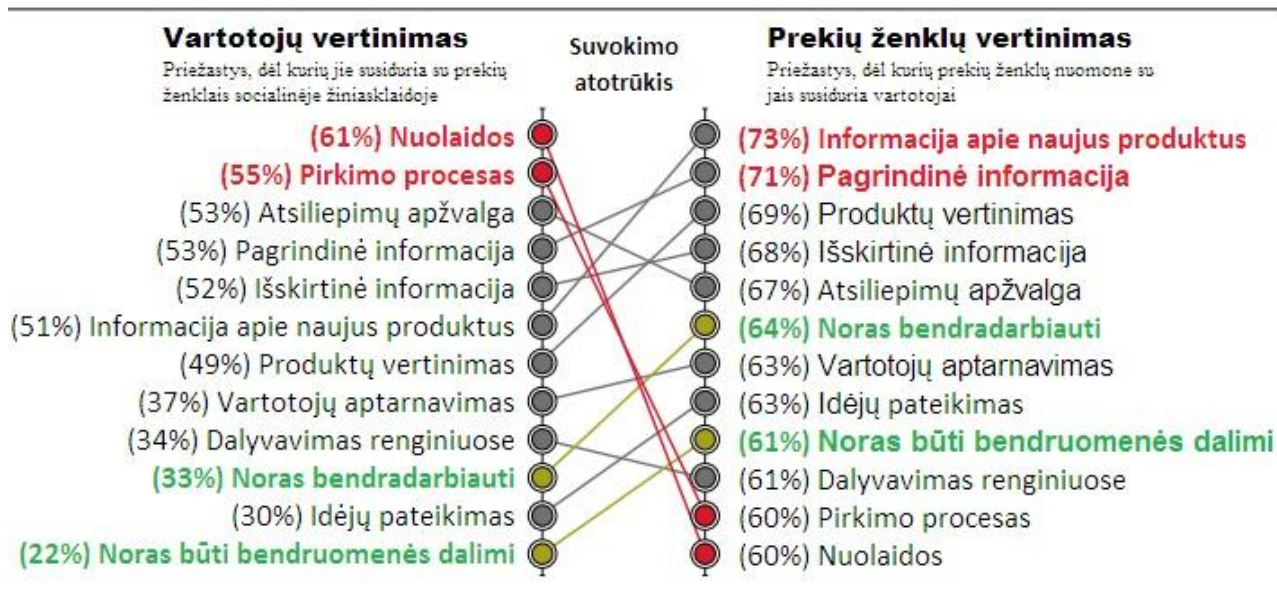 Vartotojų vertinimas
Priežastys, dėl kurių jie susiduria su prekių
ženklais socialinėje žiniasklaidoje
(61%) Nuolaidos
(55%) Pirkimo procesas
(53%) Atsiliepimų apžvalga
(53%) Pagrindinė informacija
(52%) Išskirtinė informacija
(51%) Informacija apie naujus produktus
(49%) Produktų vertinimas
(37%) Vartotojų aptarnavimas
(34%) Dalyvavimas renginiuose
(33%) Noras bendradarbiauti
(30%) Idėjų pateikimas
(22%) Noras būti bendruomenės dalimi
Suvokimo
atotrūkis
Prekių ženklų vertinimas
Priežastys, dėl kurių prekių ženklų nuomone su
jais susiduria vartotojai
(73%) Informacija apie naujus produktus
(71%) Pagrindinė informacija
(69%) Produktų vertinimas
(68%) Išskirtinė informacija
(67%) Atsiliepimų apžvalga
(64%) Noras bendradarbiauti
(63%) Vartotojų aptarnavimas
(63%) Idėjų pateikimas
(61%) Noras būti bendruomenės dalimi
(61%) Dalyvavimas renginiuose
(60%) Pirkimo procesas
(60%) Nuolaidos